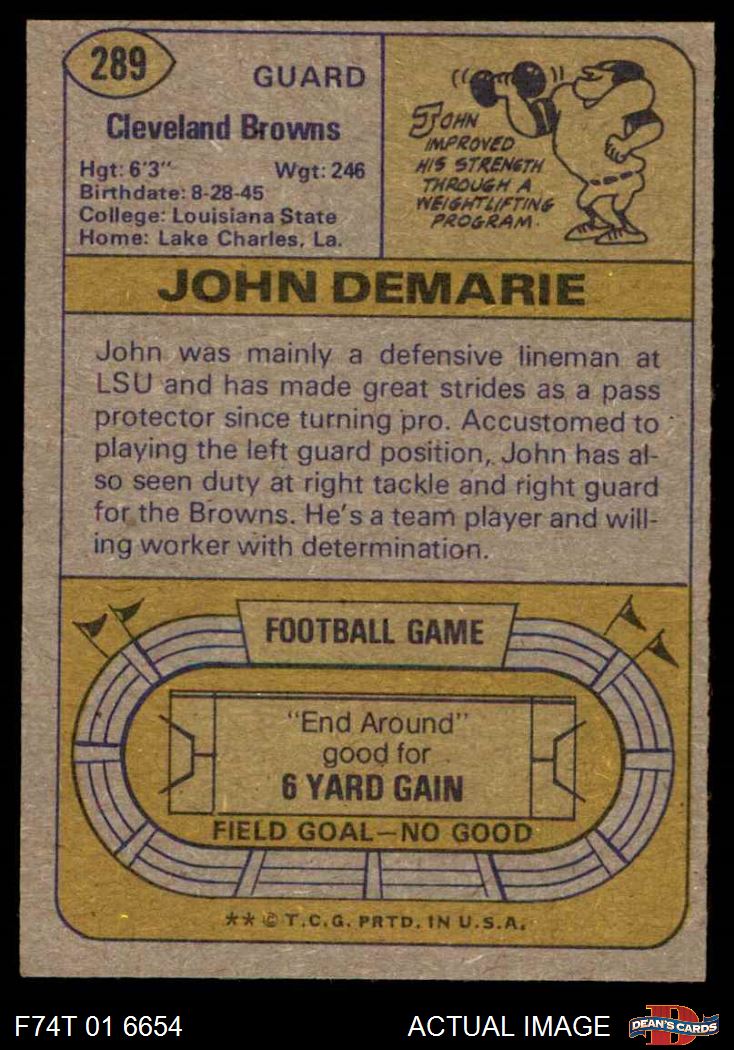 289
GUARD
Cleveland Browns
Hgt: 6'3" Wgt: 246
Birthdate: 8-28-45
College: Louisiana State
Home: Lake Charles, La.
JOHN
IMPROVED
HIS STRENGTH
THROUGH A
WEIGHTLIFTING
PROGRAM.
JOHN DEMARIE
John was mainly a defensive lineman at
LSU and has made great strides as a pass
protector since turning pro. Accustomed to
playing the left guard position, John has al-
so seen duty at right tackle and right guard
for the Browns. He's a team player and will-
ing worker with determination.
FOOTBALL GAME
"End Around"
good for
6 YARD GAIN
FIELD GOAL—NO GOOD
** © T.C.G. PRTD. IN U.S.A.
F74T 01 6654
ACTUAL IMAGE
D
DEAN'S CARDS